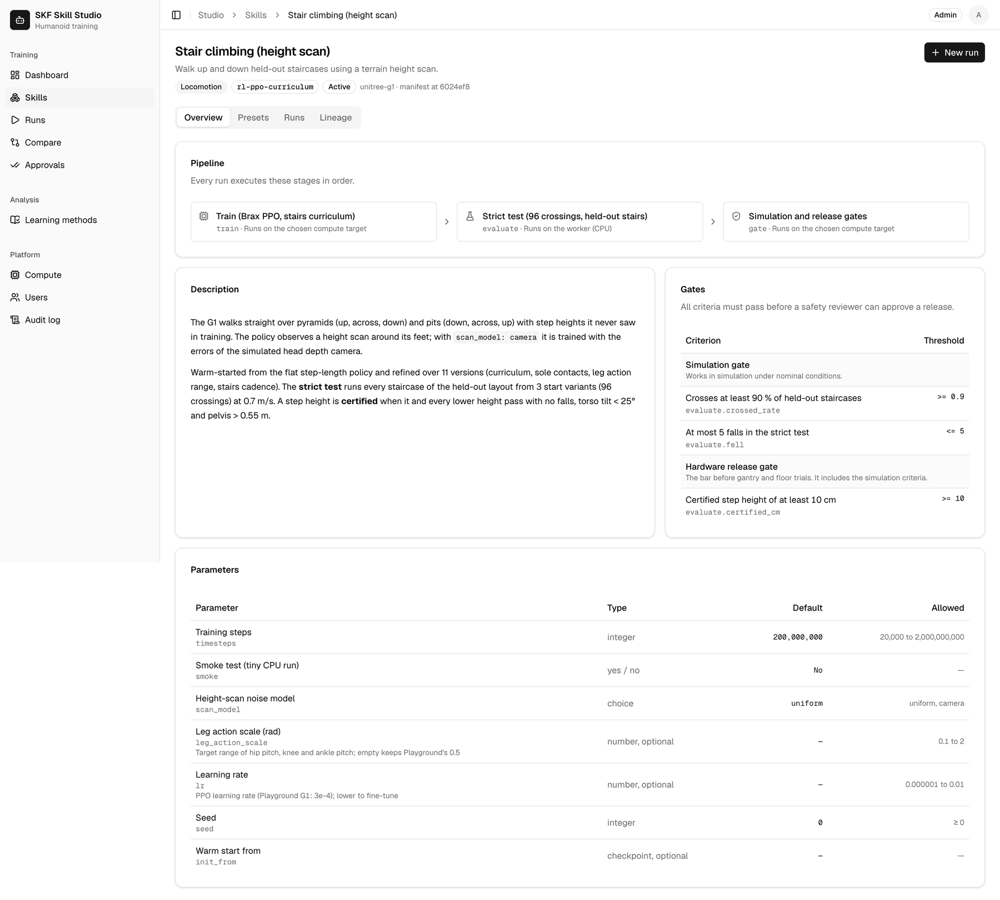 SKF Skill Studio
Humanoid training
Training
Dashboard
Skills
Runs
Compare
Approvals
Analysis
Learning methods
Platform
Compute
Users
Audit log
Studio > Skills > Stair climbing (height scan)
Admin
A
Stair climbing (height scan)
Walk up and down held-out staircases using a terrain height scan.
Locomotion rl-ppo-curriculum Active unitree-g1 · manifest at 6024ef8
+ New run
Overview Presets Runs Lineage
Pipeline
Every run executes these stages in order.
Train (Brax PPO, stairs curriculum)
train · Runs on the chosen compute target
Strict test (96 crossings, held-out stairs)
evaluate · Runs on the worker (CPU)
Simulation and release gates
gate · Runs on the chosen compute target
Description
The G1 walks straight over pyramids (up, across, down) and pits (down, across, up) with step heights it never saw
in training. The policy observes a height scan around its feet; with scan_model: camera it is trained with the
errors of the simulated head depth camera.
Warm-started from the flat step-length policy and refined over 11 versions (curriculum, sole contacts, leg action
range, stairs cadence). The strict test runs every staircase of the held-out layout from 3 start variants (96
crossings) at 0.7 m/s. A step height is certified when it and every lower height pass with no falls, torso tilt < 25°
and pelvis > 0.55 m.
Gates
All criteria must pass before a safety reviewer can approve a release.
Criterion Threshold
Simulation gate
Works in simulation under nominal conditions.
Crosses at least 90 % of held-out staircases >= 0.9
evaluate.crossed_rate
At most 5 falls in the strict test <= 5
evaluate.fell
Hardware release gate
The bar before gantry and floor trials. It includes the simulation criteria.
Certified step height of at least 10 cm >= 10
evaluate.certified_cm
Parameters
Parameter Type Default Allowed
Training steps
timesteps
integer 200,000,000 20,000 to 2,000,000,000
Smoke test (tiny CPU run)
smoke
yes / no No —
Height-scan noise model
scan_model
choice uniform uniform, camera
Leg action scale (rad)
leg_action_scale
Target range of hip pitch, knee and ankle pitch; empty keeps Playground's 0.5
number, optional – 0.1 to 2
Learning rate
lr
PPO learning rate (Playground G1: 3e-4); lower to fine-tune
number, optional – 0.000001 to 0.01
Seed
seed
integer 0 ≥ 0
Warm start from
init_from
checkpoint, optional – —